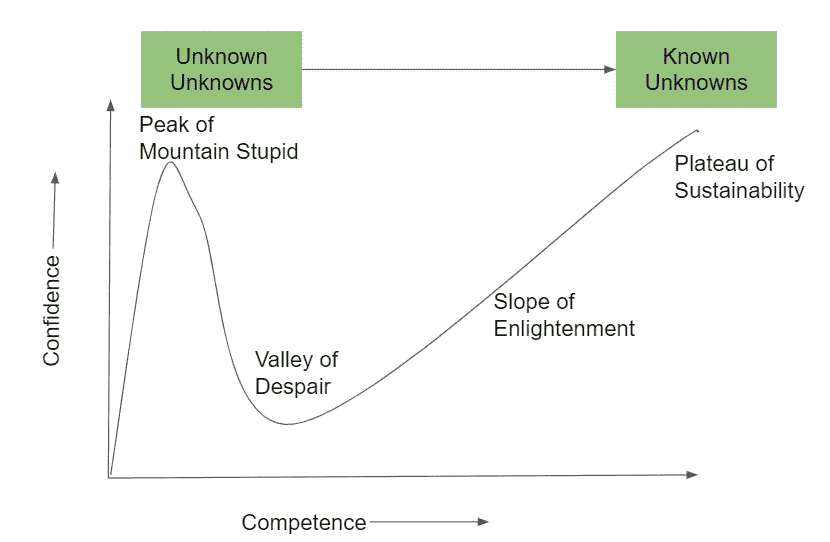 Unknown
Unknowns
Known
Unknowns
Peak of
Mountain Stupid
Plateau of
Sustainability
Confidence
Slope of
Enlightenment
Valley of
Despair
Competence